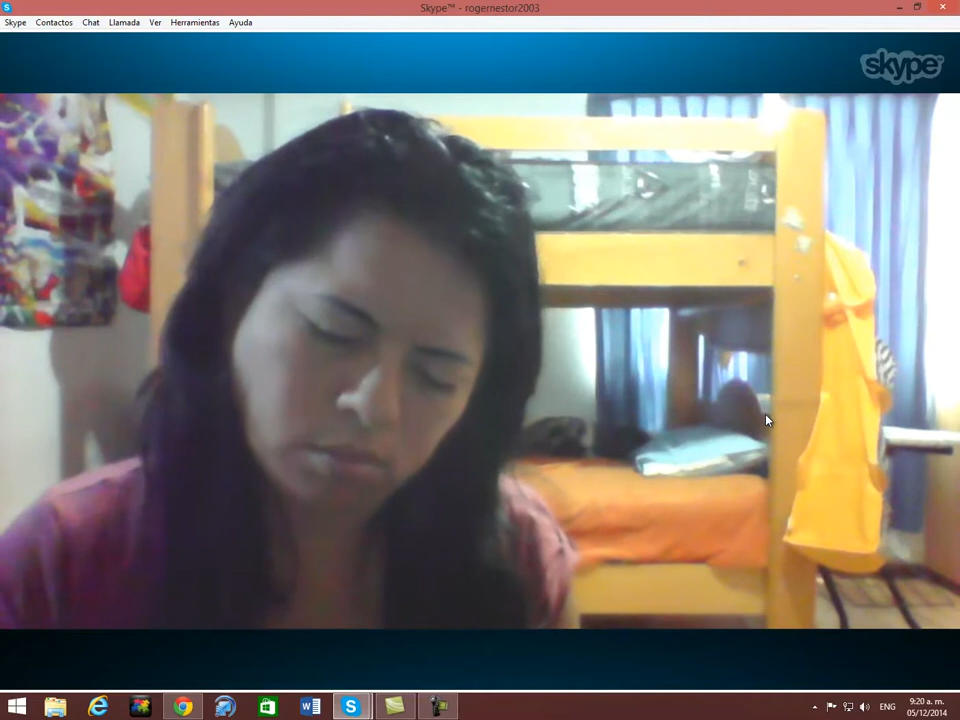 Skype™ - rogernestor2003
Skype Contactos Chat Llamada Ver Herramientas Ayuda
skype
ENG
9:20 a. m.
05/12/2014